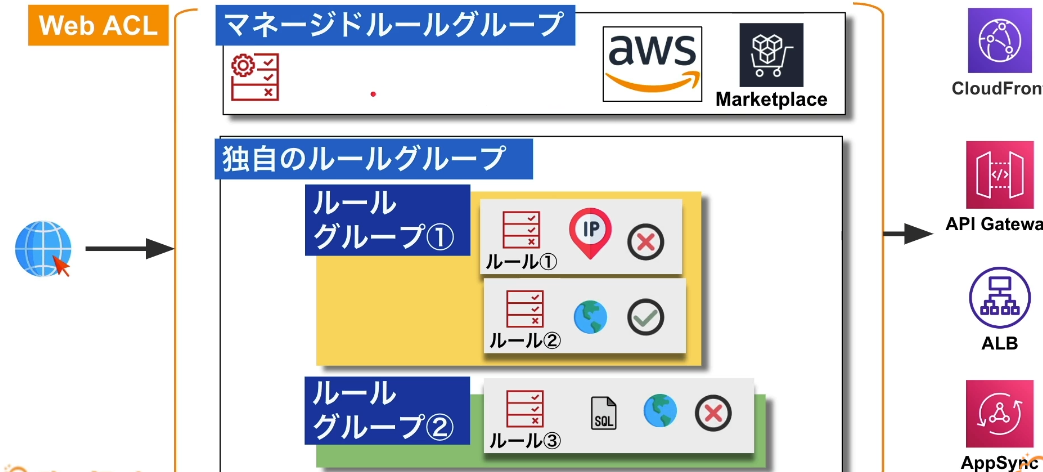 Web ACL
マネージドルールグループ
aws
Marketplace
独自のルールグループ
ルール
グループ①
IP
ルール①
ルール②
ルール
グループ②
SQL
ルール③
CloudFron
</>
API Gatewa
ALB
AppSync